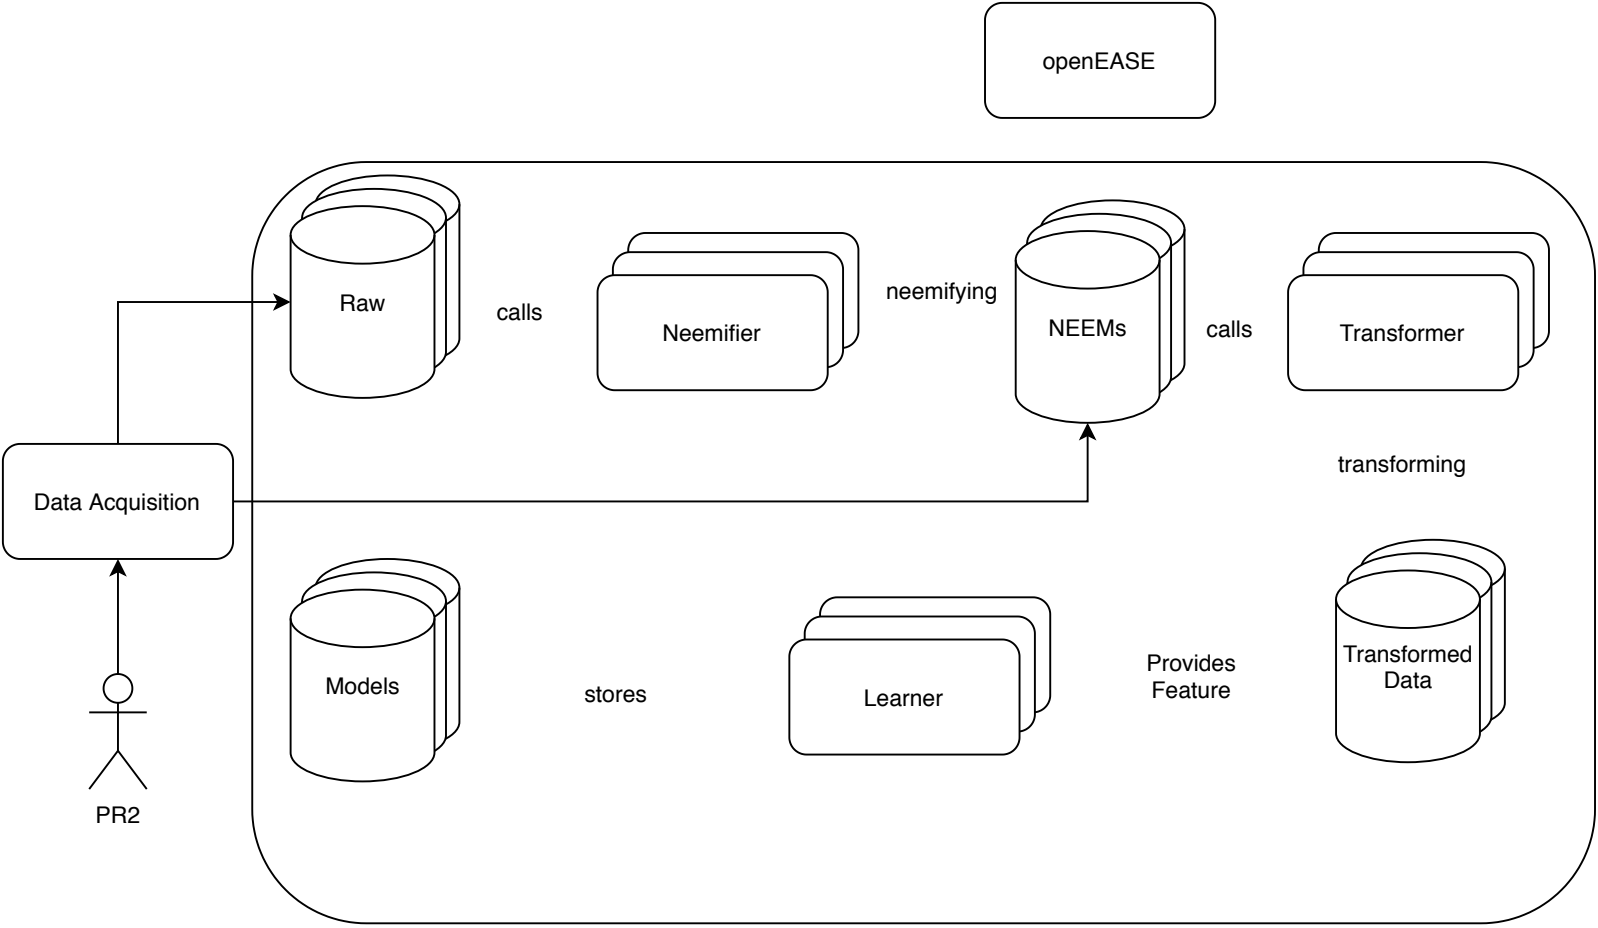 openEASE
Raw
calls
Neemifier
neemifying
NEEMs
calls
Transformer
transforming
Data Acquisition
Models
stores
Learner
Provides
Feature
Transformed
Data
PR2